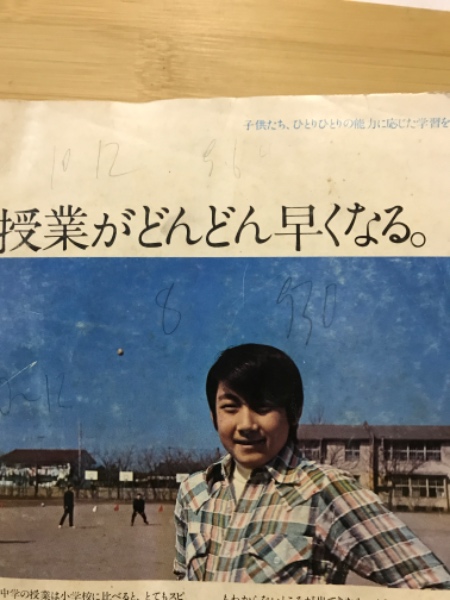 子供たち、ひとりひとりの能力に応じた学習を
10 12
授業がどんどん早くなる。
8
930
中学の授業は小学校に比べると、とてもスピ